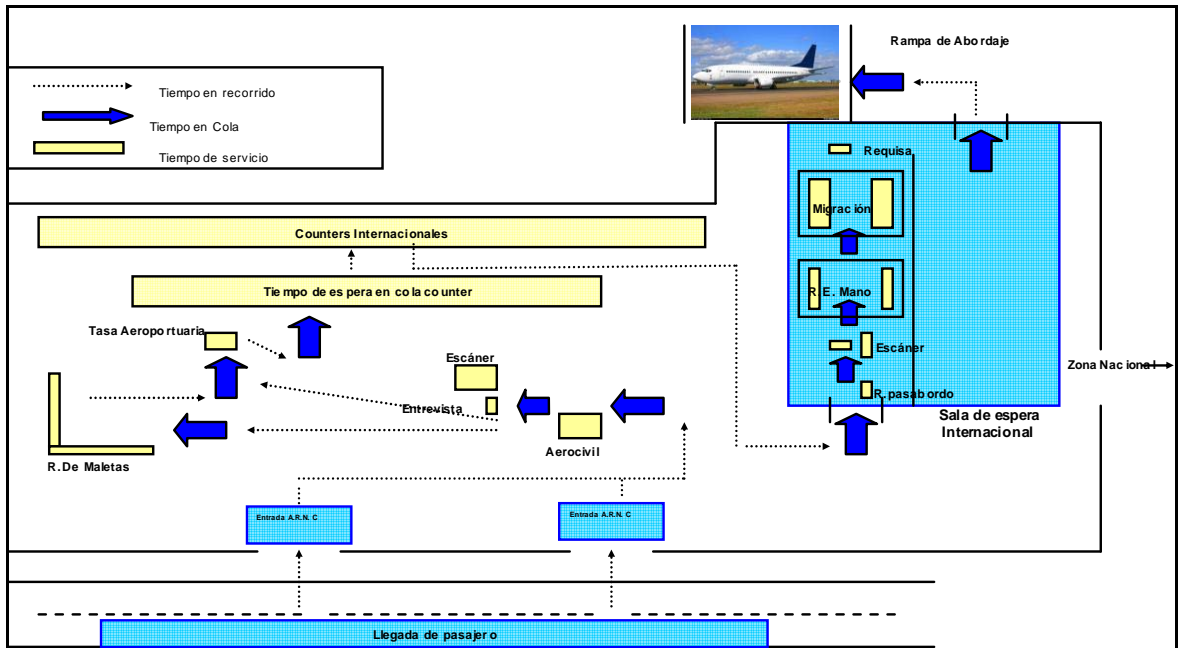 Rampa de Abordaje
Tiempo en recorrido
Tiempo en Cola
Tiempo de servicio
Requisa
Migración
Counters Internacionales
R.E. Mano
Tiempo de espera en cola counter
Tasa Aeroportuaria
Escáner
Escáner
Zona Nacional
Entrevista
R.pasabordo
Sala de espera
Internacional
Aerocivil
R.De Maletas
Entrada A.R.N. C
Entrada A.R.N. C
Llegada de pasajero